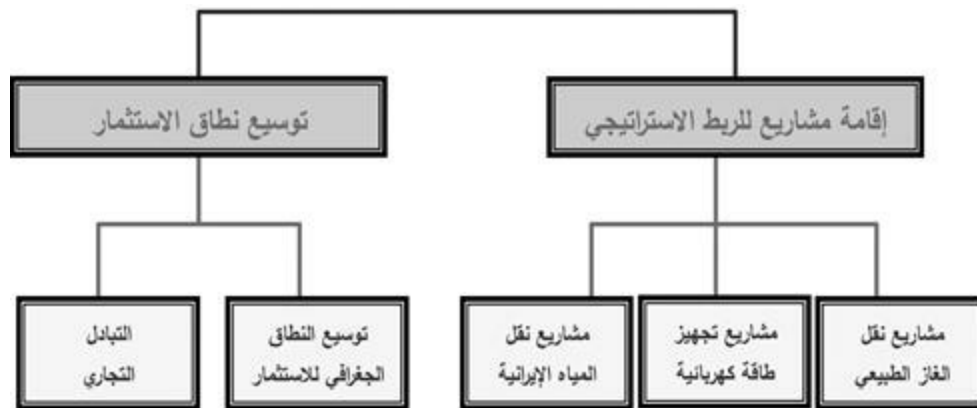 إقامة مشاريع للربط الاستراتيجي
توسيع نطاق الاستثمار
مشاريع نقل
الغاز الطبيعي
مشاريع تجهيز
طاقة كهربائية
مشاريع نقل
المياه الإيرانية
توسيع النطاق
الجغرافي للاستثمار
التبادل
التجاري